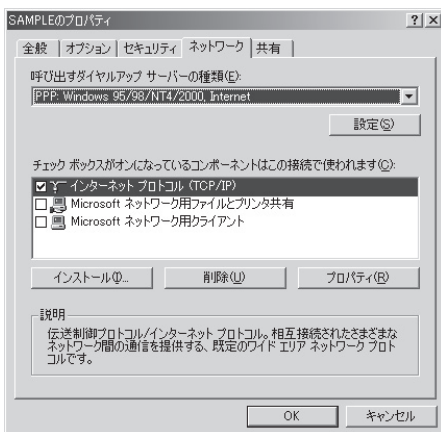 SAMPLEのプロパティ
全般 オプション セキュリティ ネットワーク 共有
呼び出すダイヤルアップ サーバーの種類(E):
PPP: Windows 95/98/NT4/2000, Internet
設定(S)
チェック ボックスがオンになっているコンポーネントはこの接続で使われます(C):
インターネット プロトコル (TCP/IP)
Microsoft ネットワーク用ファイルとプリンタ共有
Microsoft ネットワーク用クライアント
インストール(I)... 削除(U) プロパティ(R)
説明
伝送制御プロトコル/インターネット プロトコル。相互接続されたさまざまな
ネットワーク間の通信を提供する、既定のワイド エリア ネットワーク プロト
コルです。
OK キャンセル